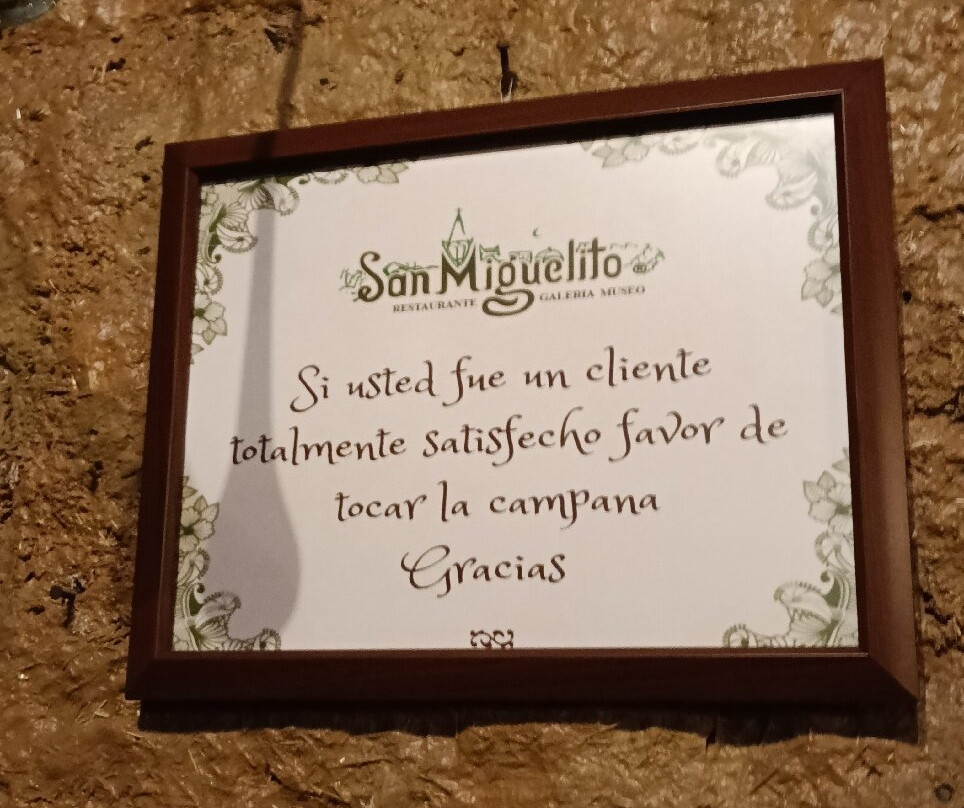 San Miguelito
RESTAURANTE GALERIA MUSEO
Si usted fue un cliente
totalmente satisfecho favor de
tocar la campana
Gracias